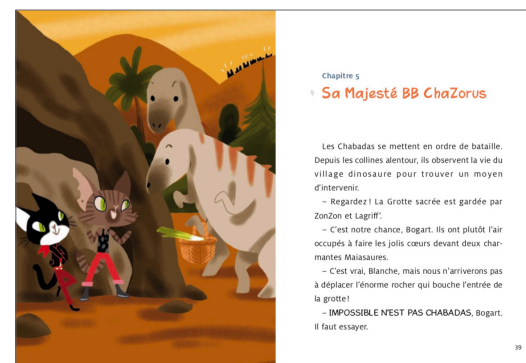 Chapitre 5
Sa Majesté BB ChaZorus
Les Chabadas se mettent en ordre de bataille.
Depuis les collines alentour, ils observent la vie du
village dinosaure pour trouver un moyen
d'intervenir.
– Regardez ! La Grotte sacrée est gardée par
ZonZon et Lagriff'.
– C'est notre chance, Bogart. Ils ont plutôt l'air
occupés à faire les jolis cœurs devant deux char-
mantes Maiasaures.
– C'est vrai, Blanche, mais nous n'arriverons pas
à déplacer l'énorme rocher qui bouche l'entrée de
la grotte !
– IMPOSSIBLE N'EST PAS CHABADAS, Bogart.
Il faut essayer.
39